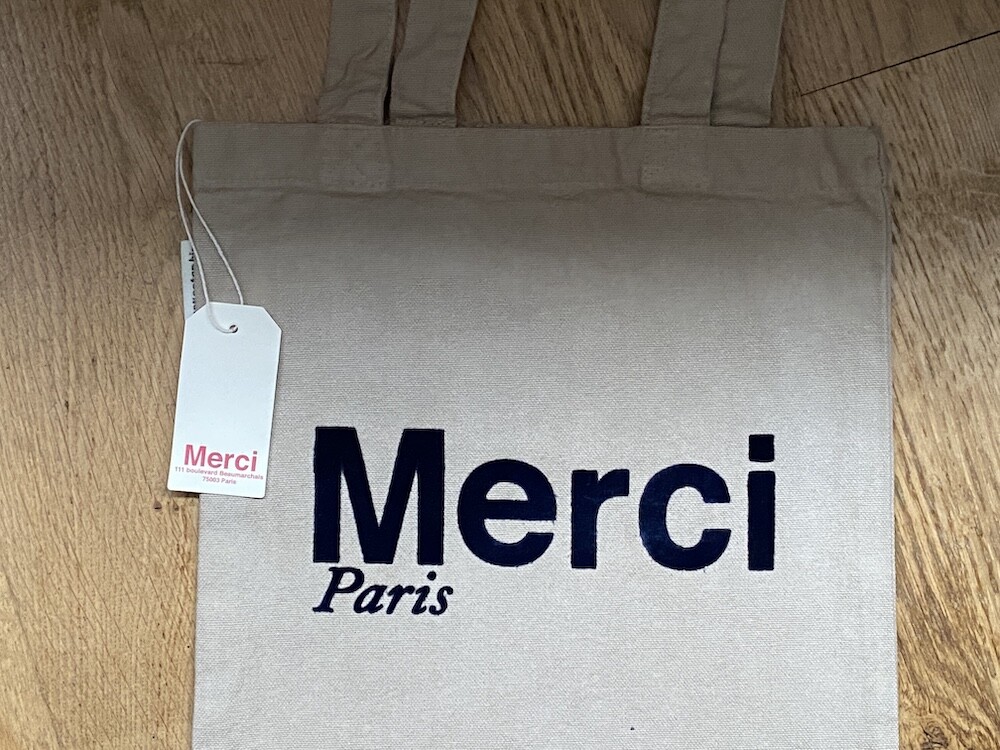 Merci
111 boulevard Beaumarchais
75003 Paris
Merci
Paris